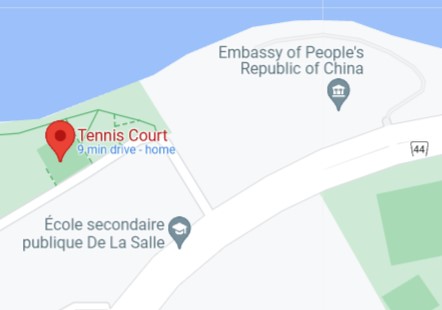 Embassy of People's
Republic of China
Tennis Court
9 min drive - home
44
École secondaire
publique De La Salle